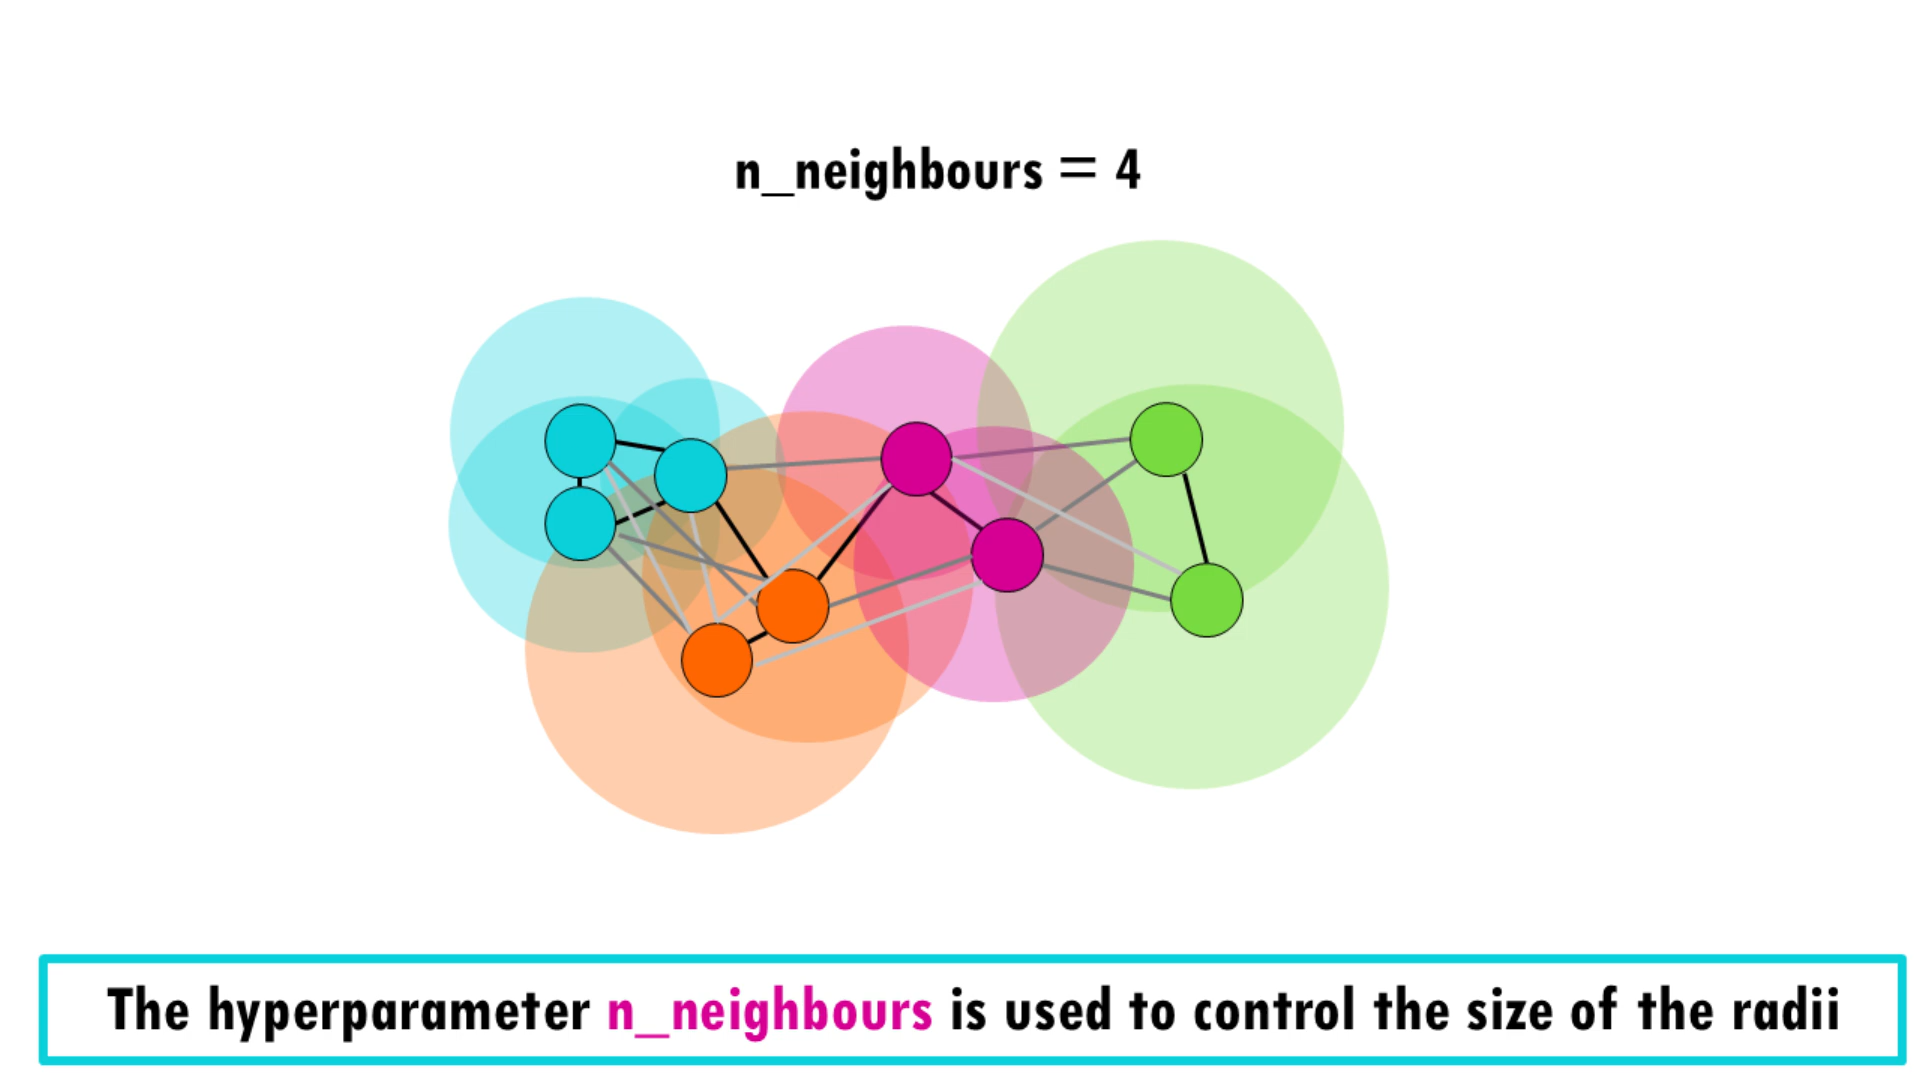 n_neighbours = 4
The hyperparameter n_neighbours is used to control the size of the radii